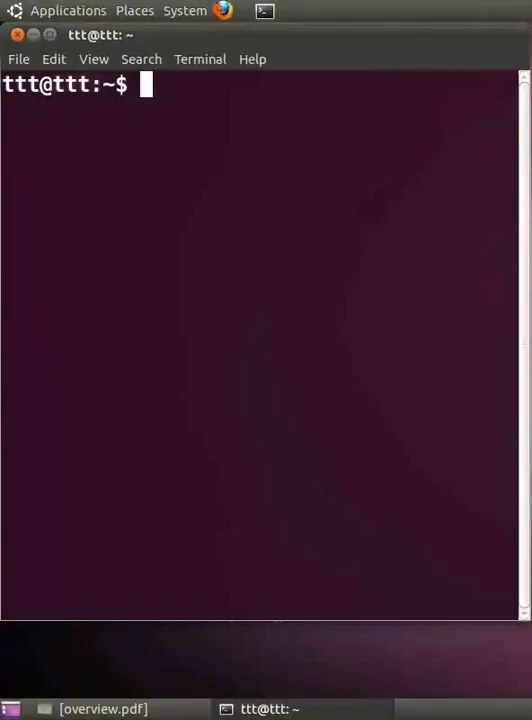 Applications Places System
ttt@ttt: ~
File Edit View Search Terminal Help
ttt@ttt:~$
[overview.pdf] ttt@ttt: ~